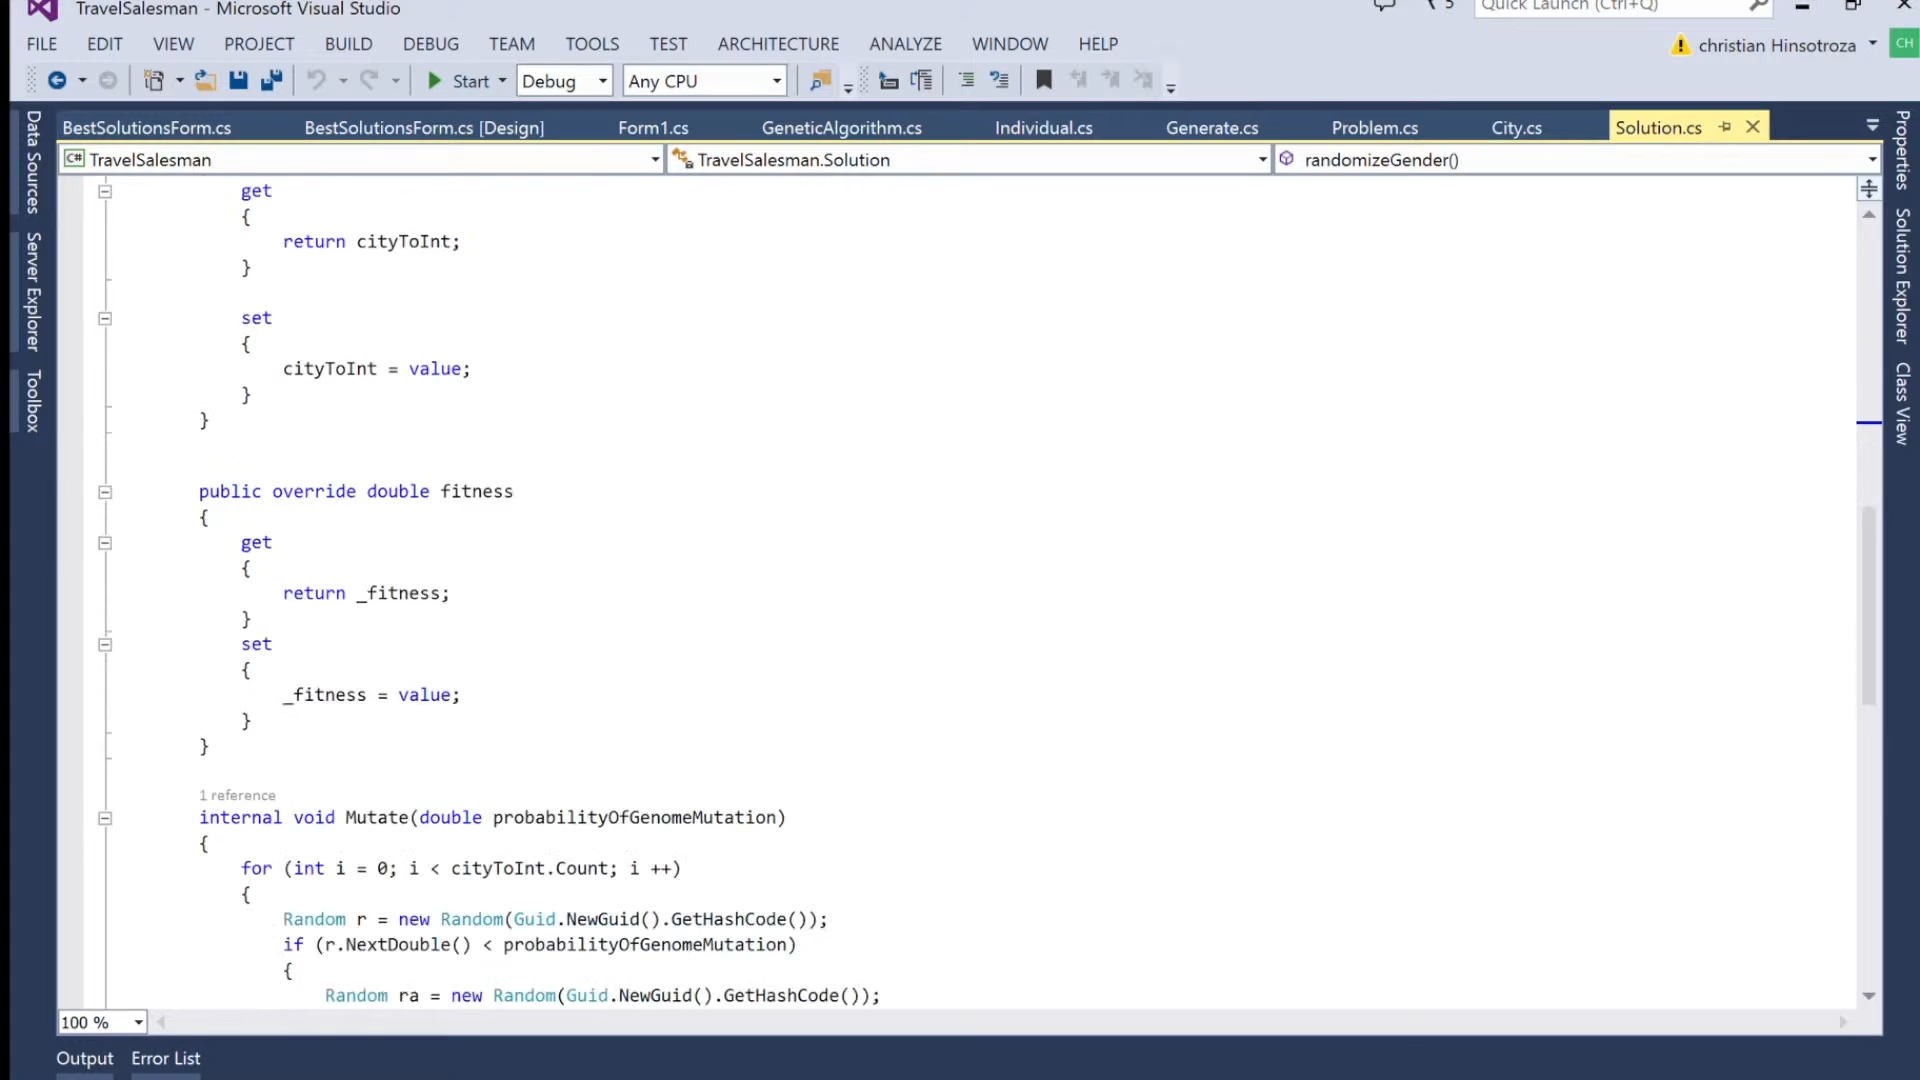 TravelSalesman - Microsoft Visual Studio
5
Quick Launch (Ctrl+Q)
FILE EDIT VIEW PROJECT BUILD DEBUG TEAM TOOLS TEST ARCHITECTURE ANALYZE WINDOW HELP
christian Hinsotroza
CH
Start Debug Any CPU
BestSolutionsForm.cs BestSolutionsForm.cs [Design] Form1.cs GeneticAlgorithm.cs Individual.cs Generate.cs Problem.cs City.cs Solution.cs
C# TravelSalesman TravelSalesman.Solution randomizeGender()
Data Sources
Server Explorer
Toolbox
get
{
return cityToInt;
}
set
{
cityToInt = value;
}
}
public override double fitness
{
get
{
return _fitness;
}
set
{
_fitness = value;
}
}
1 reference
internal void Mutate(double probabilityOfGenomeMutation)
{
for (int i = 0; i < cityToInt.Count; i ++)
{
Random r = new Random(Guid.NewGuid().GetHashCode());
if (r.NextDouble() < probabilityOfGenomeMutation)
{
Random ra = new Random(Guid.NewGuid().GetHashCode());
Properties
Solution Explorer
Class View
100 %
Output Error List